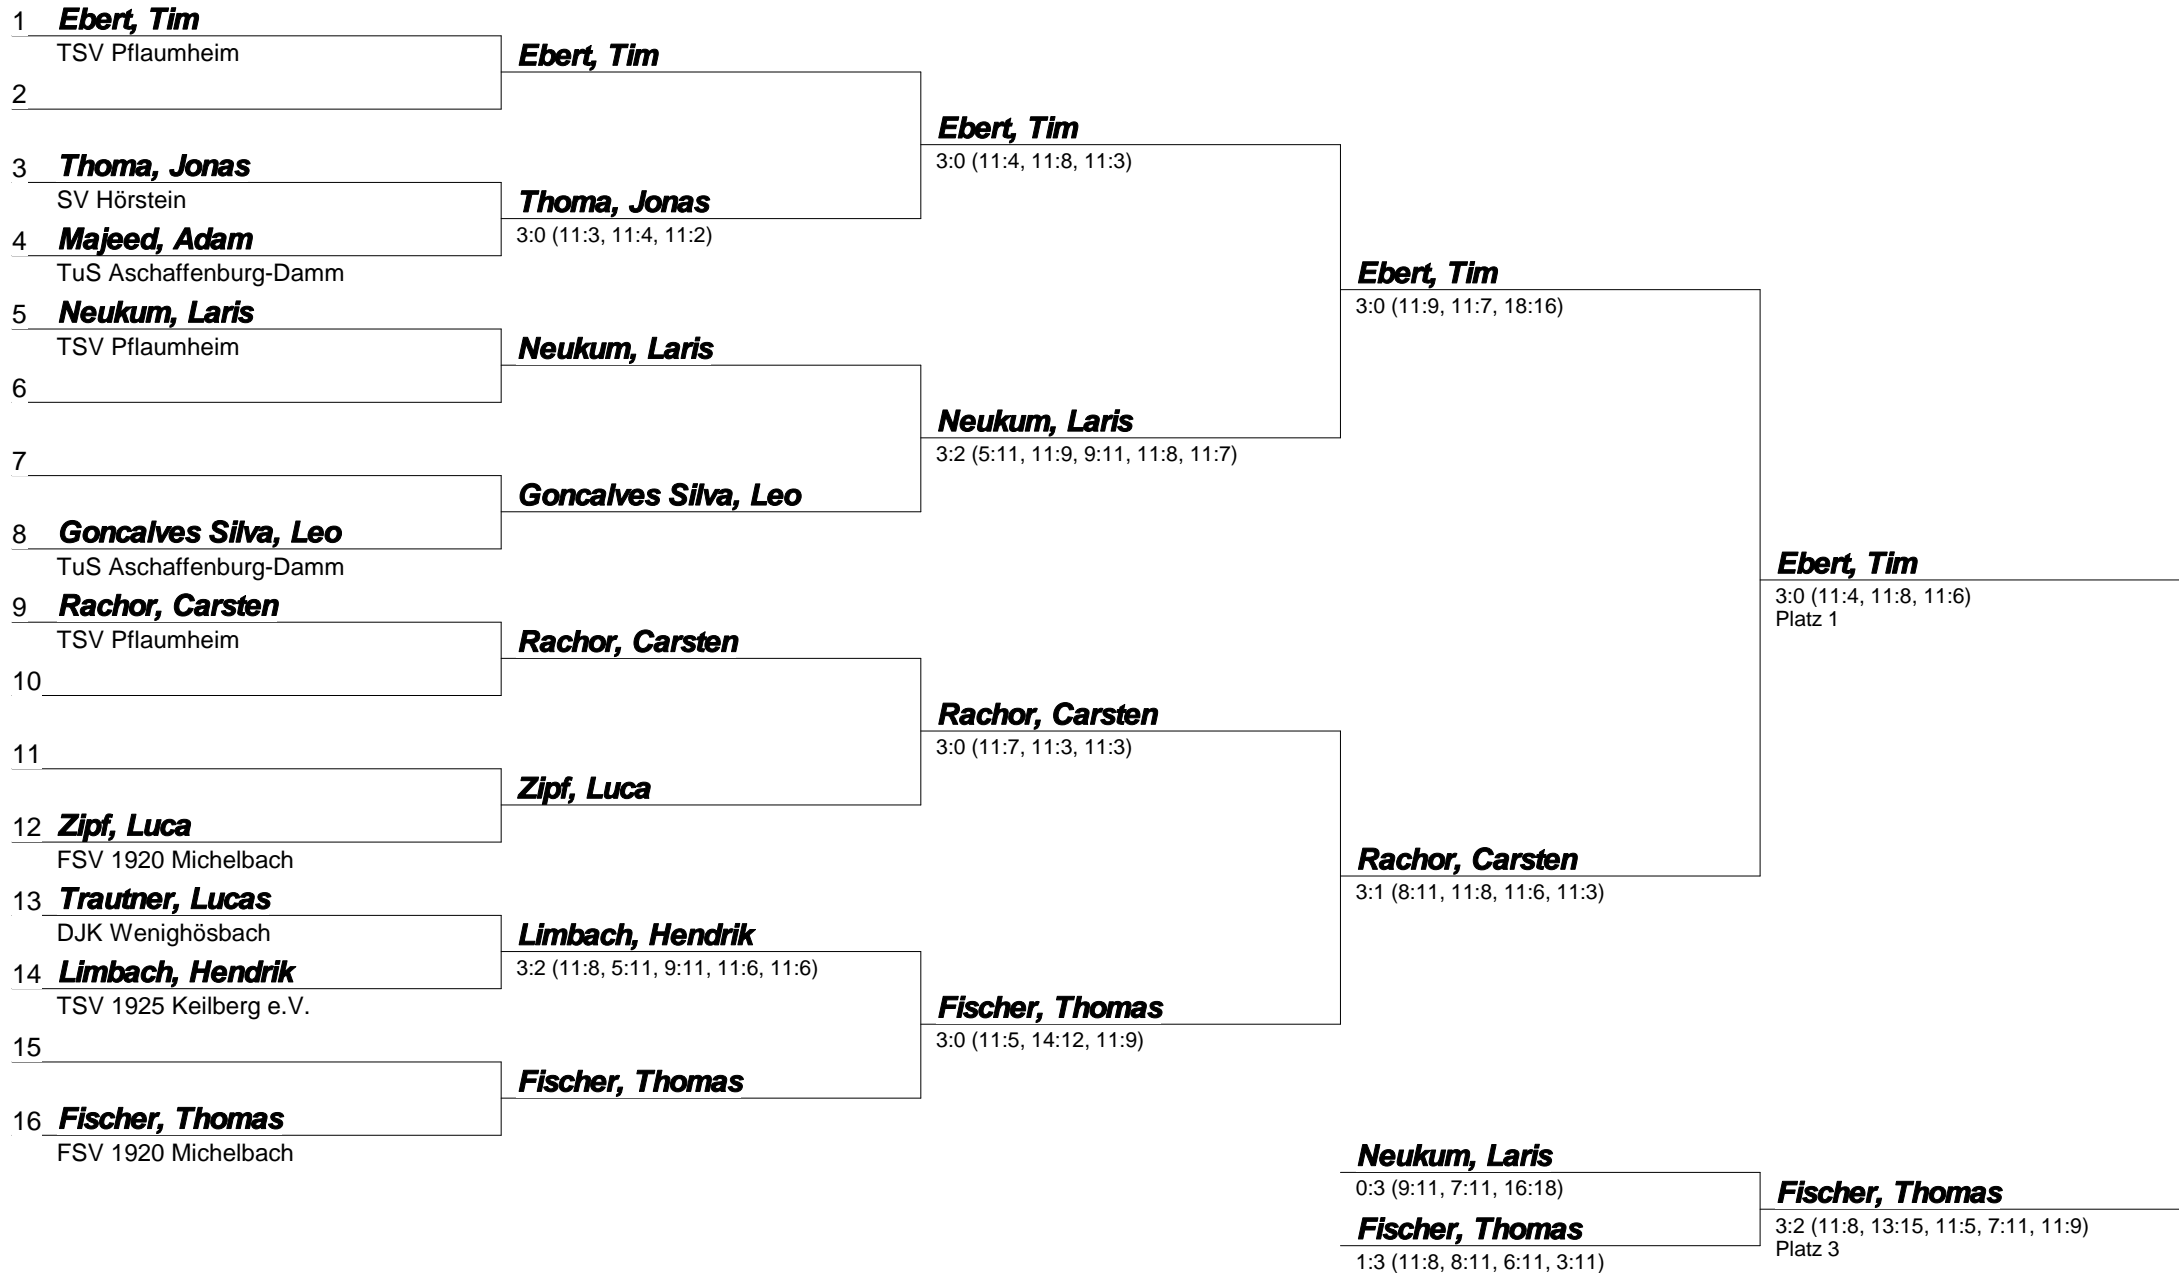 1 Ebert, Tim
TSV Pflaumheim
2
3 Thoma, Jonas
SV Hörstein
4 Majeed, Adam
TuS Aschaffenburg-Damm
5 Neukum, Laris
TSV Pflaumheim
6
7
8 Goncalves Silva, Leo
TuS Aschaffenburg-Damm
9 Rachor, Carsten
TSV Pflaumheim
10
11
12 Zipf, Luca
FSV 1920 Michelbach
13 Trautner, Lucas
DJK Wenighösbach
14 Limbach, Hendrik
TSV 1925 Keilberg e.V.
15
16 Fischer, Thomas
FSV 1920 Michelbach
Ebert, Tim
Thoma, Jonas
3:0 (11:3, 11:4, 11:2)
Neukum, Laris
Goncalves Silva, Leo
Rachor, Carsten
Zipf, Luca
Limbach, Hendrik
3:2 (11:8, 5:11, 9:11, 11:6, 11:6)
Fischer, Thomas
Ebert, Tim
3:0 (11:4, 11:8, 11:3)
Neukum, Laris
3:2 (5:11, 11:9, 9:11, 11:8, 11:7)
Rachor, Carsten
3:0 (11:7, 11:3, 11:3)
Fischer, Thomas
3:0 (11:5, 14:12, 11:9)
Ebert, Tim
3:0 (11:9, 11:7, 18:16)
Rachor, Carsten
3:1 (8:11, 11:8, 11:6, 11:3)
Ebert, Tim
3:0 (11:4, 11:8, 11:6)
Platz 1
Neukum, Laris
0:3 (9:11, 7:11, 16:18)
Fischer, Thomas
1:3 (11:8, 8:11, 6:11, 3:11)
Fischer, Thomas
3:2 (11:8, 13:15, 11:5, 7:11, 11:9)
Platz 3